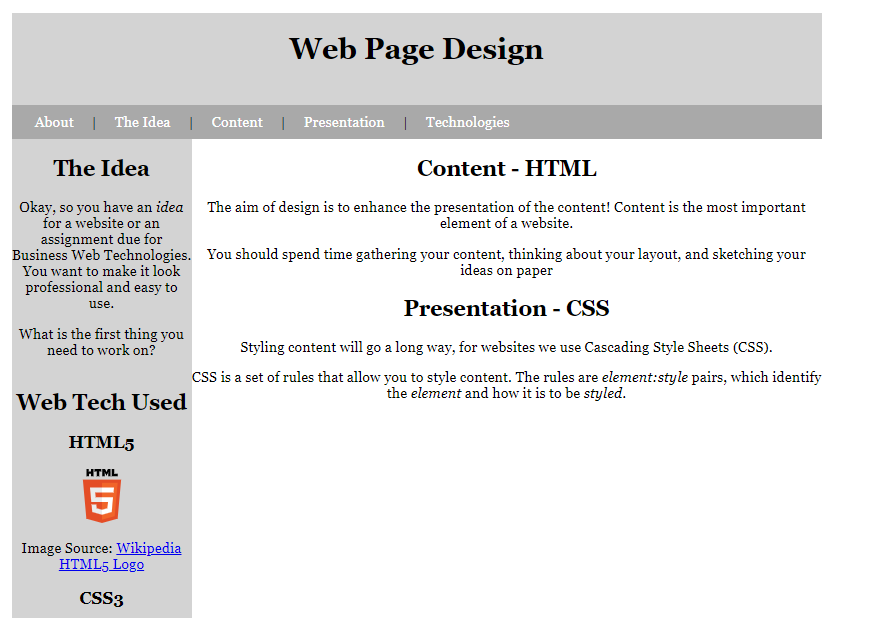 Web Page Design
About | The Idea | Content | Presentation | Technologies
The Idea
Okay, so you have an idea
for a website or an
assignment due for
Business Web Technologies.
You want to make it look
professional and easy to
use.
What is the first thing you
need to work on?
Web Tech Used
HTML5
HTML
5
Image Source: Wikipedia
HTML5 Logo
CSS3
Content - HTML
The aim of design is to enhance the presentation of the content! Content is the most important
element of a website.
You should spend time gathering your content, thinking about your layout, and sketching your
ideas on paper
Presentation - CSS
Styling content will go a long way, for websites we use Cascading Style Sheets (CSS).
CSS is a set of rules that allow you to style content. The rules are element:style pairs, which identify
the element and how it is to be styled.